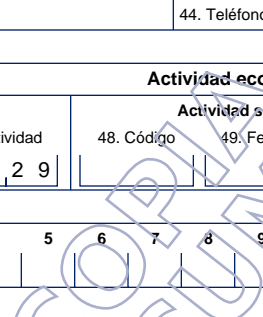 44. Teléfono
Actividad eco
Actividad s
ividad 48. Código 49. Fe
2 9
5 6 7 8 9
COPIA